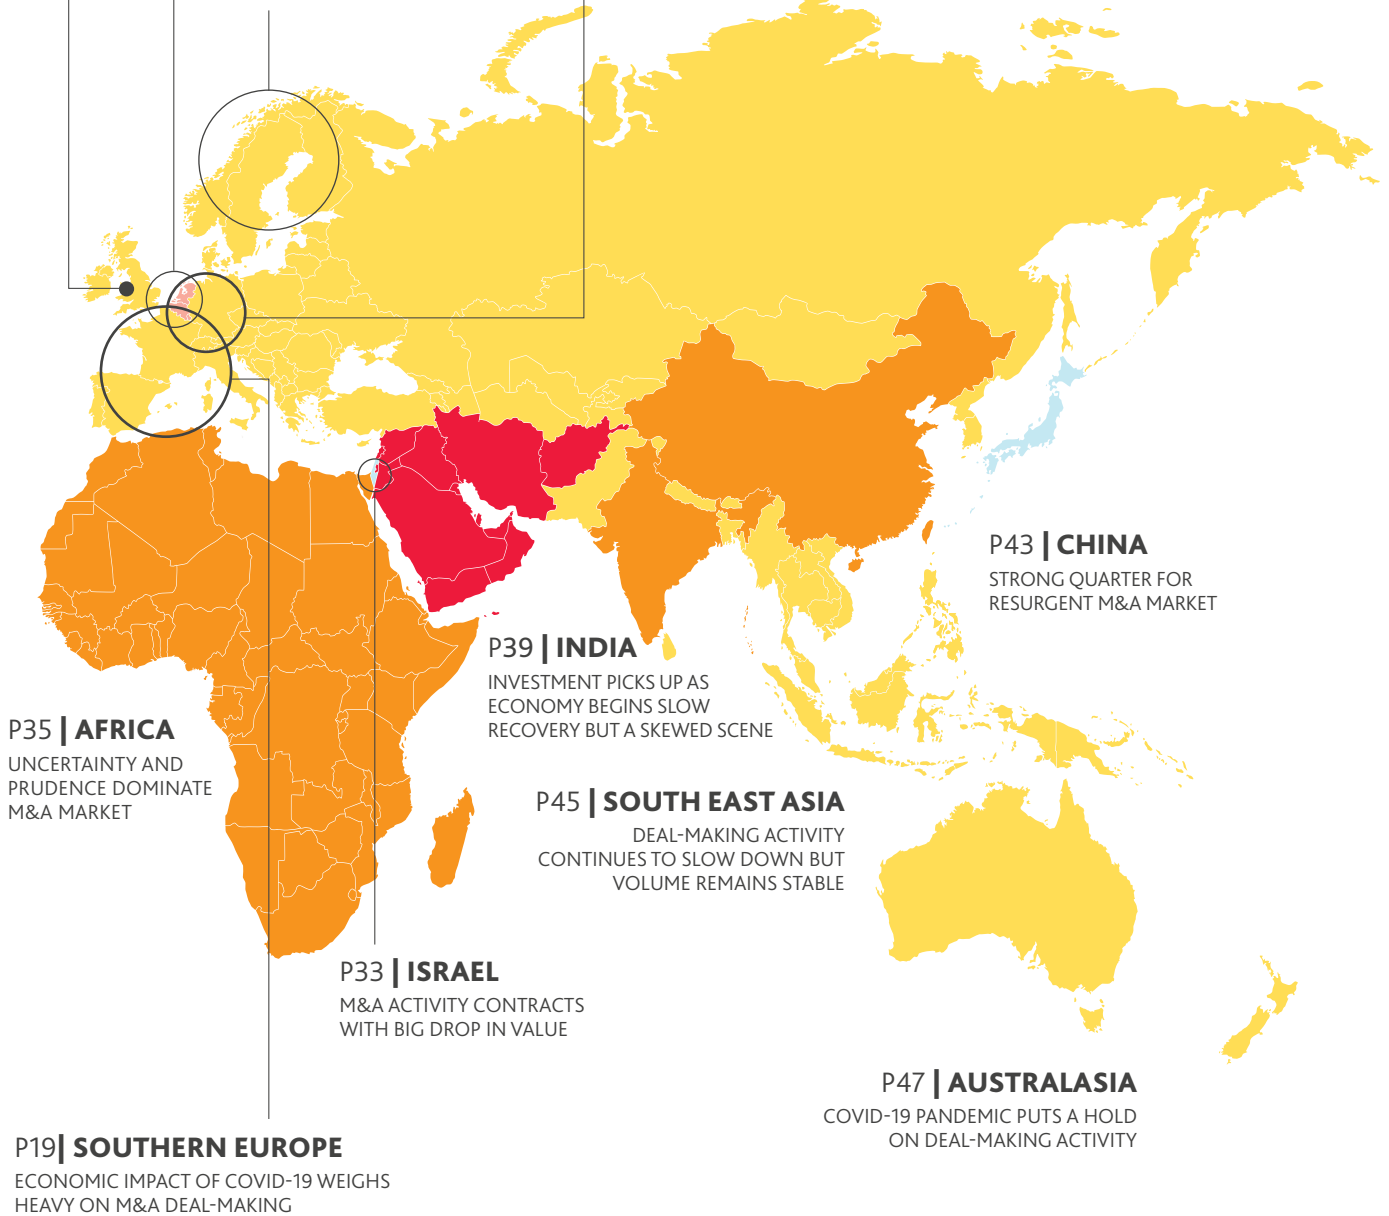 P43 | CHINA
STRONG QUARTER FOR
RESURGENT M&A MARKET
P39 | INDIA
INVESTMENT PICKS UP AS
ECONOMY BEGINS SLOW
RECOVERY BUT A SKEWED SCENE
P35 | AFRICA
UNCERTAINTY AND
PRUDENCE DOMINATE
M&A MARKET
P45 | SOUTH EAST ASIA
DEAL-MAKING ACTIVITY
CONTINUES TO SLOW DOWN BUT
VOLUME REMAINS STABLE
P33 | ISRAEL
M&A ACTIVITY CONTRACTS
WITH BIG DROP IN VALUE
P47 | AUSTRALASIA
COVID-19 PANDEMIC PUTS A HOLD
ON DEAL-MAKING ACTIVITY
P19| SOUTHERN EUROPE
ECONOMIC IMPACT OF COVID-19 WEIGHS
HEAVY ON M&A DEAL-MAKING